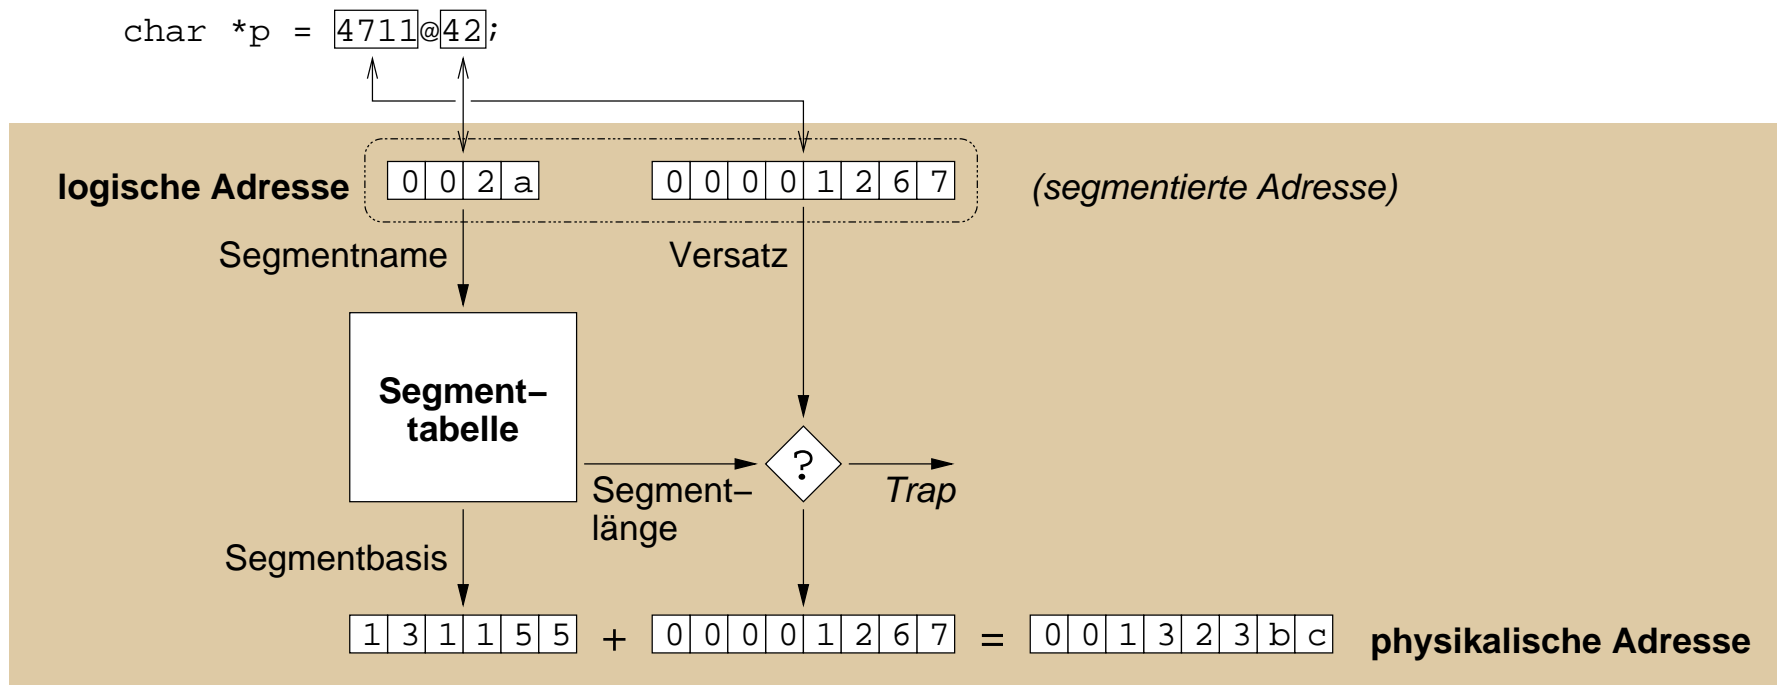 char *p = 4711@42;
logische Adresse 0 0 2 a 0 0 0 0 1 2 6 7 (segmentierte Adresse)
Segmentname Versatz
Segment–
tabelle
?
Segment– Trap
länge
Segmentbasis
1 3 1 1 5 5 + 0 0 0 0 1 2 6 7 = 0 0 1 3 2 3 b c physikalische Adresse